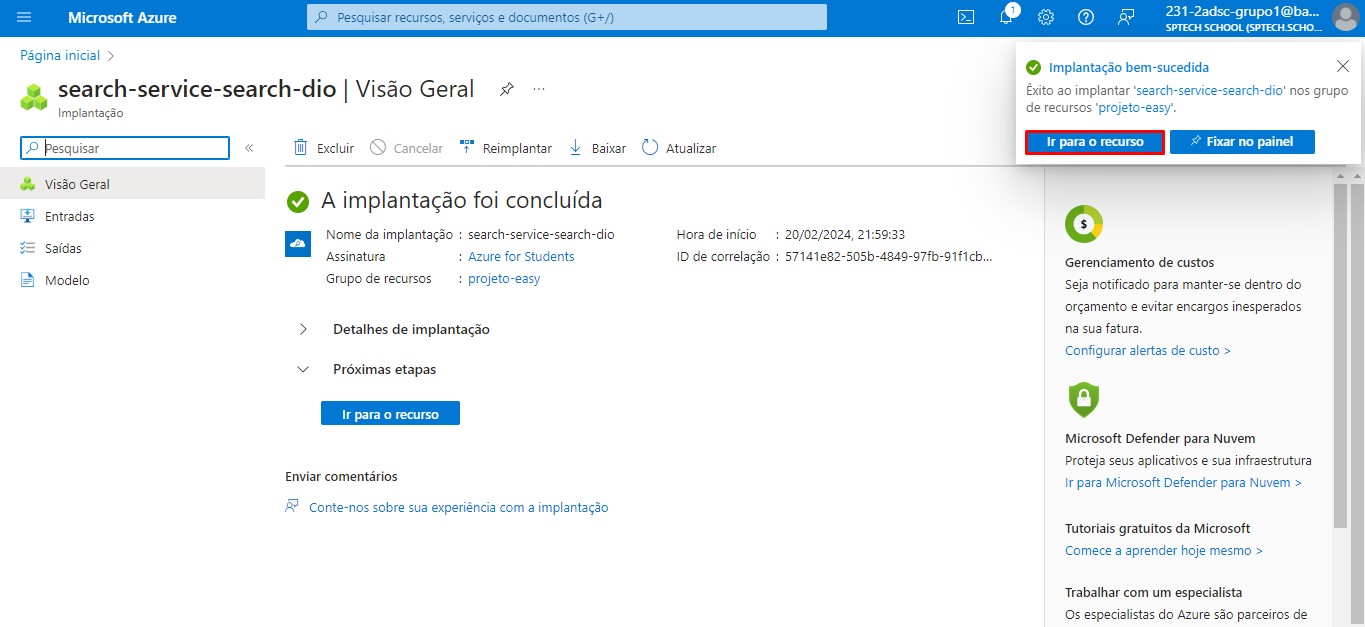 Microsoft Azure
Pesquisar recursos, serviços e documentos (G+/)
1
231-2adsc-grupo1@ba...
SPTECH SCHOOL (SPTECH.SCHO...
Página inicial
search-service-search-dio | Visão Geral
Implantação
Implantação bem-sucedida
Êxito ao implantar 'search-service-search-dio' nos grupo
de recursos 'projeto-easy'.
Ir para o recurso
Fixar no painel
Pesquisar
Visão Geral
Entradas
Saídas
Modelo
Excluir
Cancelar
Reimplantar
Baixar
Atualizar
A implantação foi concluída
Nome da implantação : search-service-search-dio
Assinatura : Azure for Students
Grupo de recursos : projeto-easy
Hora de início : 20/02/2024, 21:59:33
ID de correlação : 57141e82-505b-4849-97fb-91f1cb...
Detalhes de implantação
Próximas etapas
Ir para o recurso
Enviar comentários
Conte-nos sobre sua experiência com a implantação
$
Gerenciamento de custos
Seja notificado para manter-se dentro do
orçamento e evitar encargos inesperados
na sua fatura.
Configurar alertas de custo >
Microsoft Defender para Nuvem
Proteja seus aplicativos e sua infraestrutura
Ir para Microsoft Defender para Nuvem >
Tutoriais gratuitos da Microsoft
Comece a aprender hoje mesmo >
Trabalhar com um especialista
Os especialistas do Azure são parceiros de